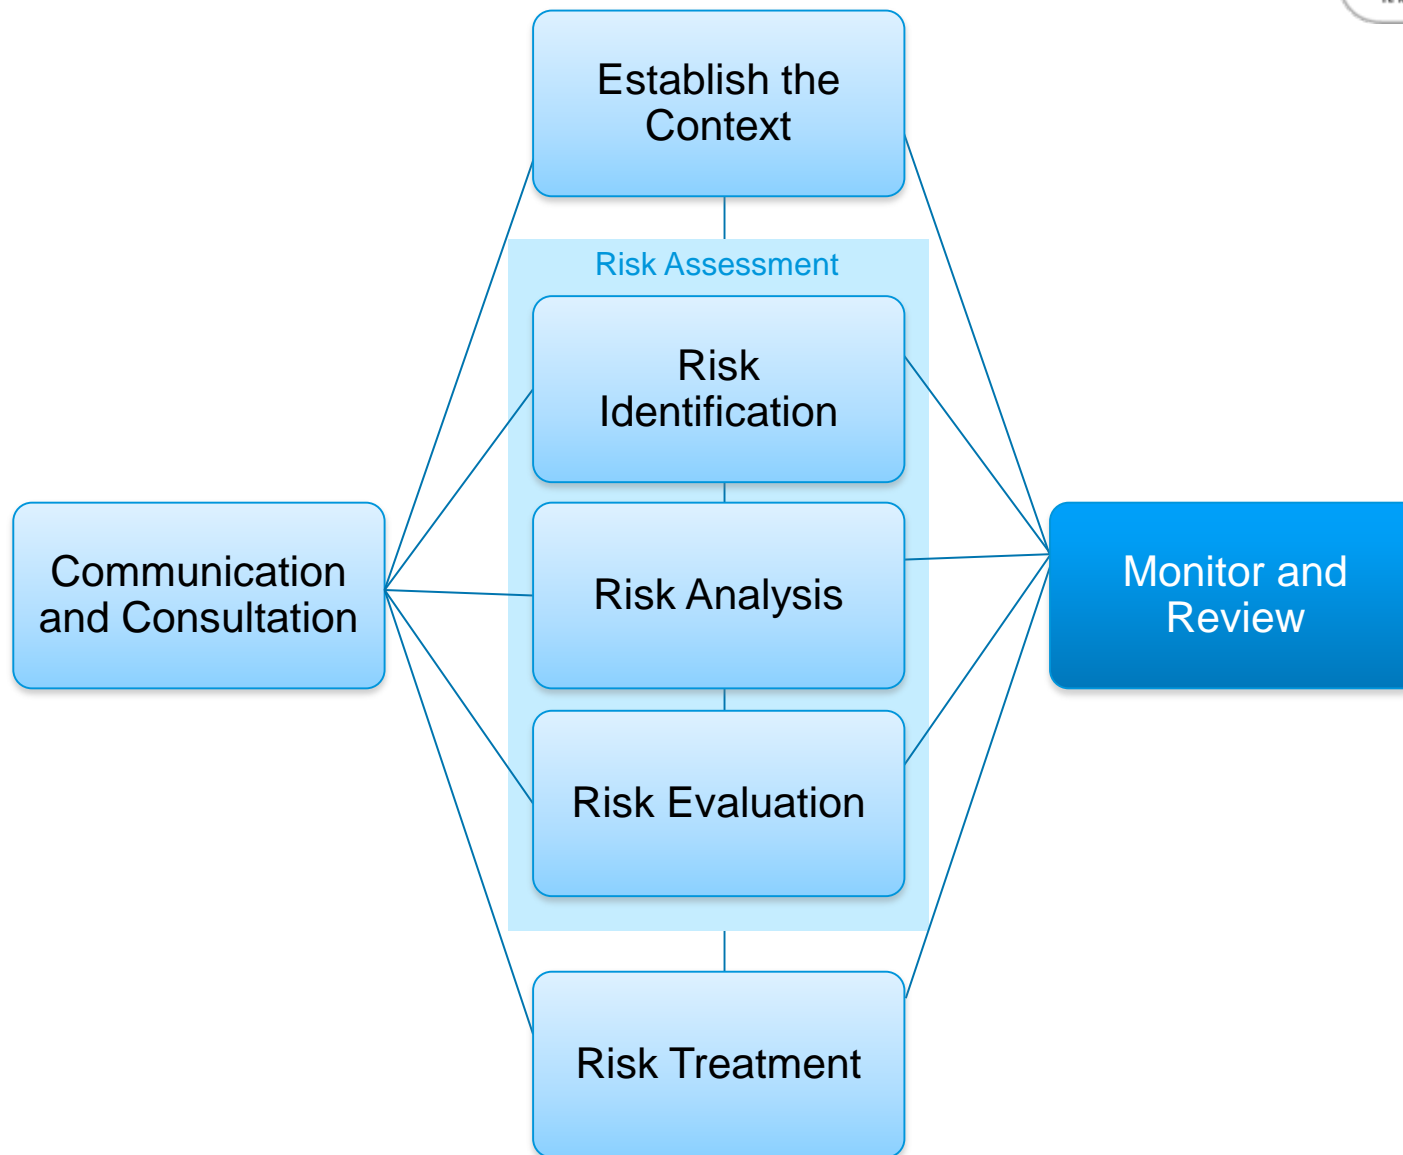 Establish the
Context
Risk Assessment
Risk
Identification
Communication
and Consultation
Risk Analysis
Monitor and
Review
Risk Evaluation
Risk Treatment